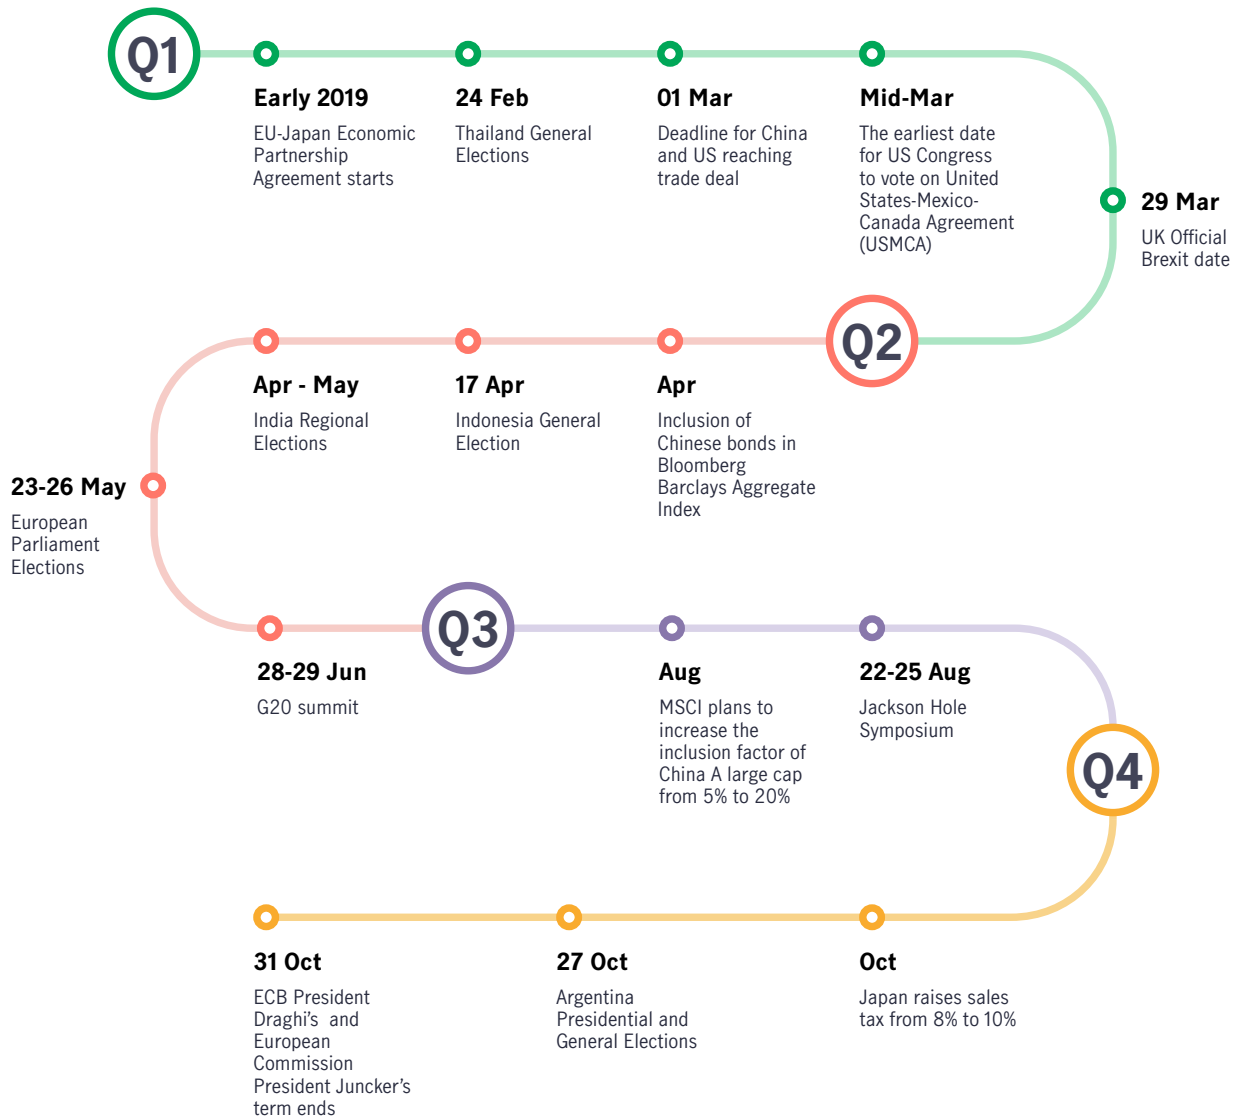 Q1
Early 2019
EU-Japan Economic
Partnership
Agreement starts
24 Feb
Thailand General
Elections
01 Mar
Deadline for China
and US reaching
trade deal
Mid-Mar
The earliest date
for US Congress
to vote on United
States-Mexico-
Canada Agreement
(USMCA)
29 Mar
UK Official
Brexit date
Q2
Apr
Inclusion of
Chinese bonds in
Bloomberg
Barclays Aggregate
Index
17 Apr
Indonesia General
Election
Apr - May
India Regional
Elections
23-26 May
European
Parliament
Elections
28-29 Jun
G20 summit
Q3
Aug
MSCI plans to
increase the
inclusion factor of
China A large cap
from 5% to 20%
22-25 Aug
Jackson Hole
Symposium
Q4
Oct
Japan raises sales
tax from 8% to 10%
27 Oct
Argentina
Presidential and
General Elections
31 Oct
ECB President
Draghi's and
European
Commission
President Juncker's
term ends